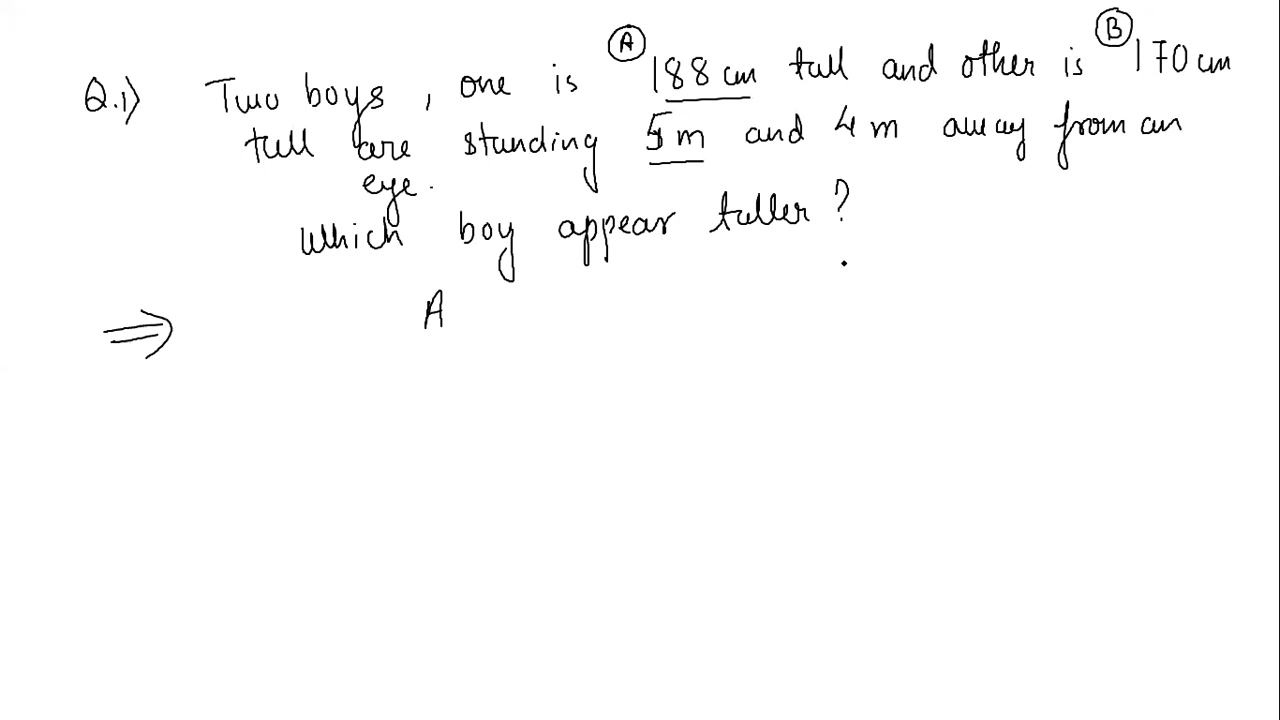 Q.1) Two boys, one is Ⓐ 188 cm tall and other is Ⓑ 170 cm
tall are standing 5m and 4m away from an
eye.
which boy appear taller?
⇒ A